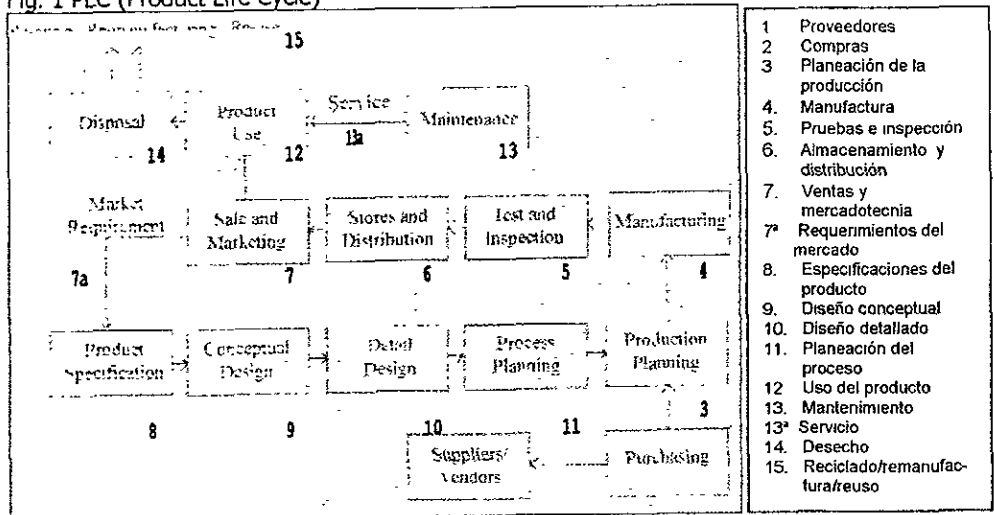 Fig. 1 PLC (Product Life Cycle)
15
Disposal
Product
Use
Service
Maintenance
14
12
13a
13
Market
Requirement
Sale and
Marketing
Stores and
Distribution
Test and
Inspection
Manufacturing
7a
7
6
5
4
Product
Specification
Conceptual
Design
Detail
Design
Process
Planning
Production
Planning
3
8
9
10
11
Suppliers/
Vendors
Purchasing
1 Proveedores
2 Compras
3 Planeación de la
producción
4. Manufactura
5. Pruebas e inspección
6. Almacenamiento y
distribución
7. Ventas y
mercadotecnia
7ª Requerimientos del
mercado
8. Especificaciones del
producto
9. Diseño conceptual
10. Diseño detallado
11. Planeación del
proceso
12 Uso del producto
13. Mantenimiento
13ª Servicio
14. Desecho
15. Reciclado/remanufac-
tura/reuso